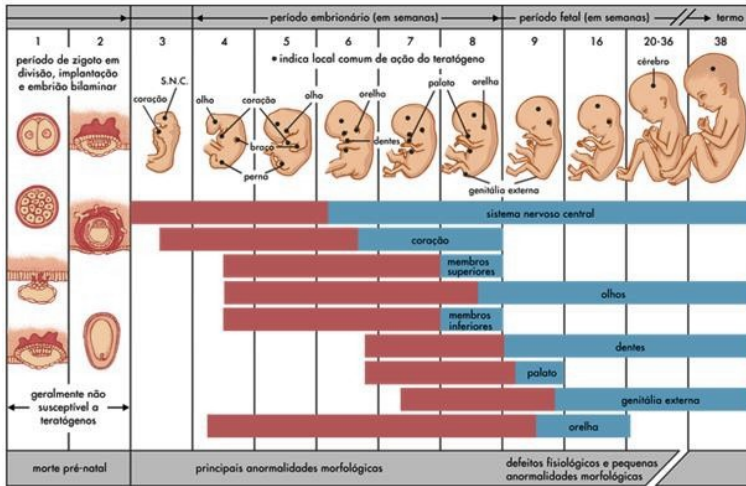 período embrionário (em semanas)
período fetal (em semanas)
termo
1
2
3
4
5
6
7
8
9
16
20-36
38
período de zigoto em
divisão, implantação
e embrião bilaminar
• indica local comum de ação do teratógeno
S.N.C.
coração
olho
coração
braço
perna
olho
orelha
dentes
palato
orelha
genitália externa
cérebro
sistema nervoso central
coração
membros
superiores
olhos
membros
inferiores
dentes
palato
genitália externa
orelha
geralmente não
susceptível a
teratógenos
morte pré-natal
principais anormalidades morfológicas
defeitos fisiológicos e pequenas
anormalidades morfológicas